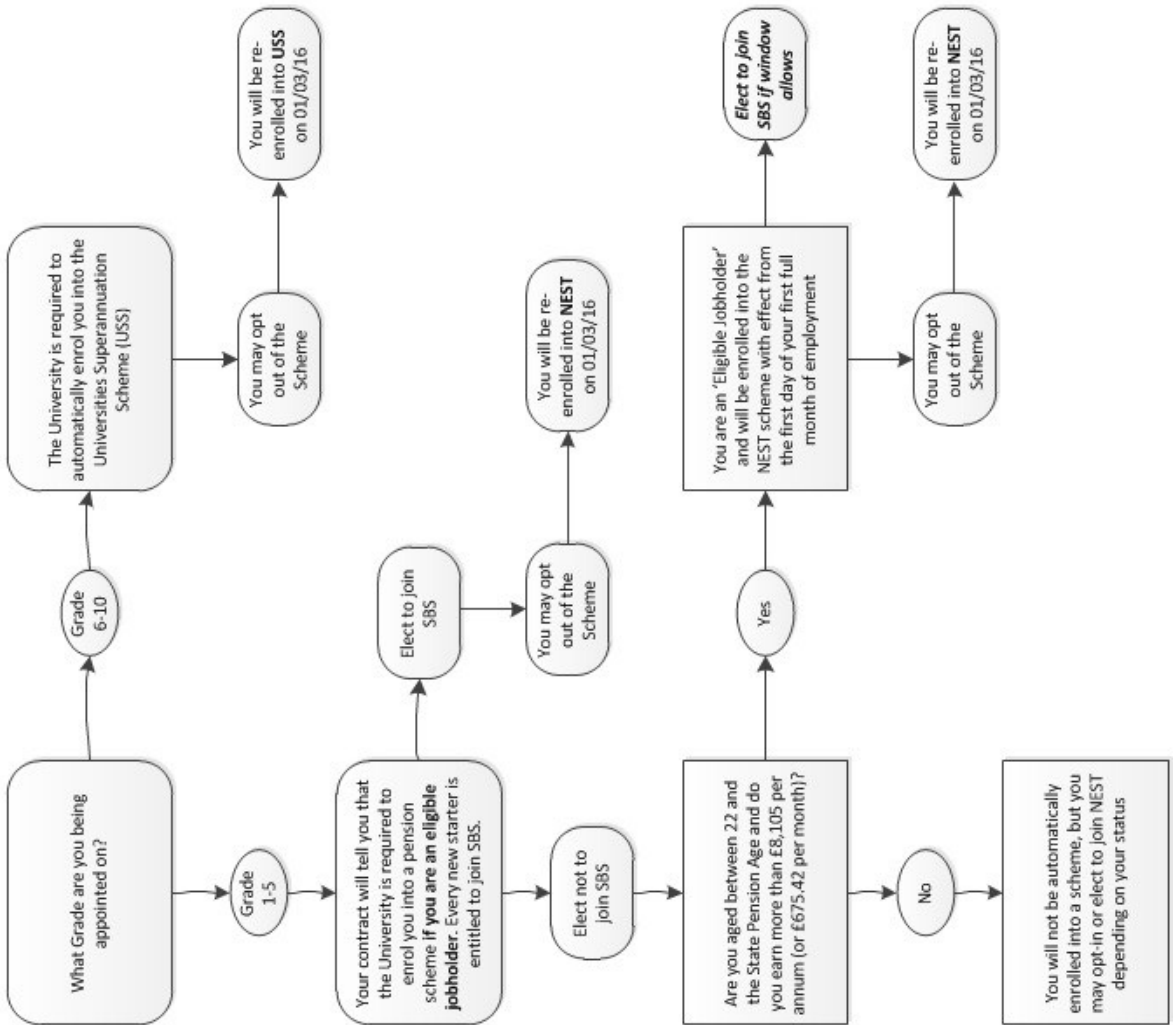 What Grade are you being
appointed on?
Grade
6-10
The University is required to
automatically enrol you into the
Universities Superannuation
Scheme (USS)
You may opt
out of the
Scheme
You will be re-
enrolled into USS
on 01/03/16
Grade
1-5
Your contract will tell you that
the University is required to
enrol you into a pension
scheme if you are an eligible
jobholder. Every new starter is
entitled to join SBS.
Elect to join
SBS
You may opt
out of the
Scheme
You will be re-
enrolled into NEST
on 01/03/16
Elect not to
join SBS
Are you aged between 22 and
the State Pension Age and do
you earn more than £8,105 per
annum (or £675.42 per month)?
Yes
You are an 'Eligible Jobholder'
and will be enrolled into the
NEST scheme with effect from
the first day of your first full
month of employment
Elect to join
SBS if window
allows
You may opt
out of the
Scheme
You will be re-
enrolled into NEST
on 01/03/16
No
You will not be automatically
enrolled into a scheme, but you
may opt-in or elect to join NEST
depending on your status